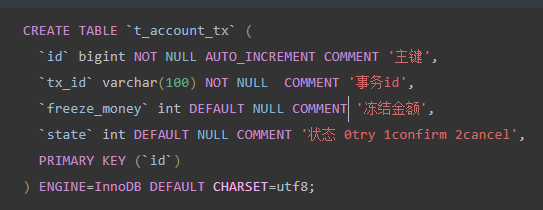 CREATE TABLE `t_account_tx` (
`id` bigint NOT NULL AUTO_INCREMENT COMMENT '主键',
`tx_id` varchar(100) NOT NULL  COMMENT '事务id',
`freeze_money` int DEFAULT NULL COMMENT '冻结金额',
`state` int DEFAULT NULL COMMENT '状态 0try 1confirm 2cancel',
PRIMARY KEY (`id`)
) ENGINE=InnoDB DEFAULT CHARSET=utf8;